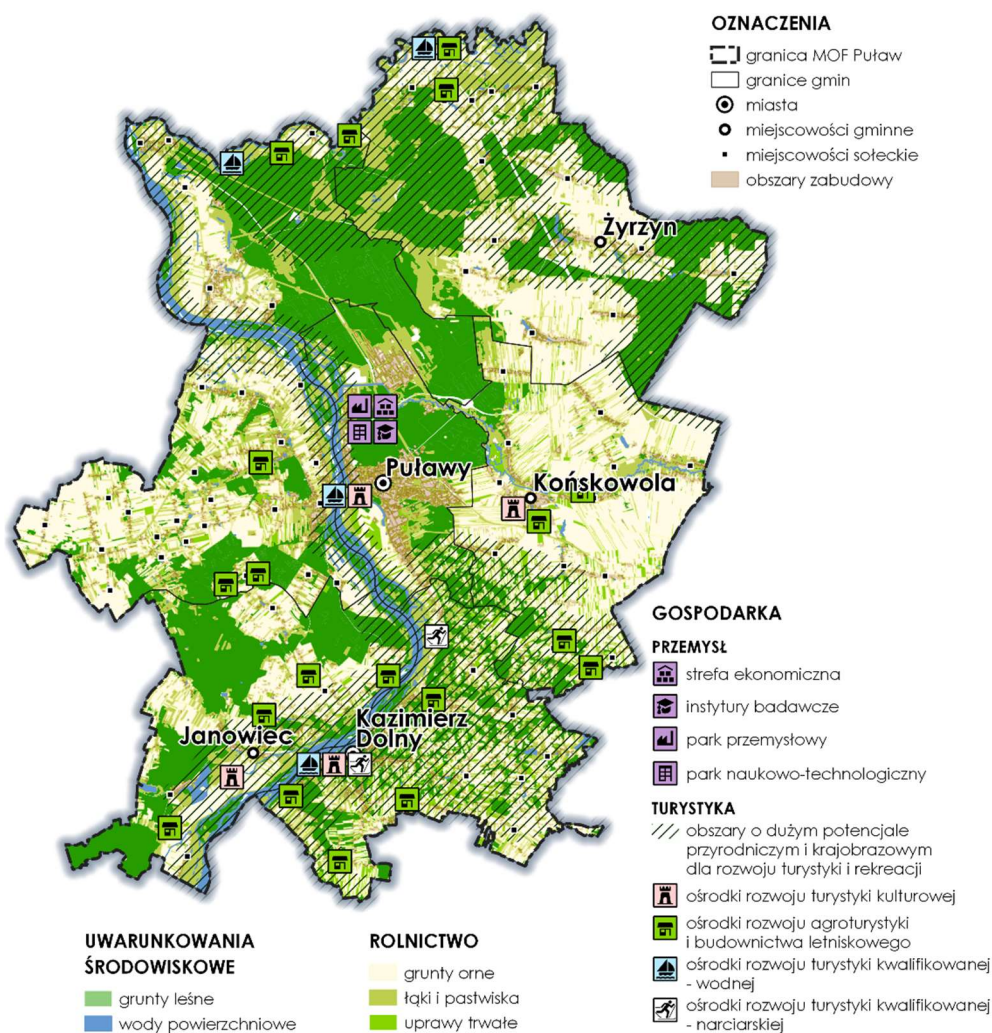 OZNACZENIA
granica MOF Puław
granice gmin
miasta
miejscowości gminne
miejscowości sołeckie
obszary zabudowy
Żyrzyn
Puławy
Końskowola
Kazimierz
Dolny
Janowiec
GOSPODARKA
PRZEMYSŁ
strefa ekonomiczna
instytury badawcze
park przemysłowy
park naukowo-technologiczny
TURYSTYKA
obszary o dużym potencjale
przyrodniczym i krajobrazowym
dla rozwoju turystyki i rekreacji
ośrodki rozwoju turystyki kulturowej
ośrodki rozwoju agroturystyki
i budownictwa letniskowego
ośrodki rozwoju turystyki kwalifikowanej
- wodnej
ośrodki rozwoju turystyki kwalifikowanej
- narciarskiej
UWARUNKOWANIA
ŚRODOWISKOWE
grunty leśne
wody powierzchniowe
ROLNICTWO
grunty orne
łąki i pastwiska
uprawy trwałe